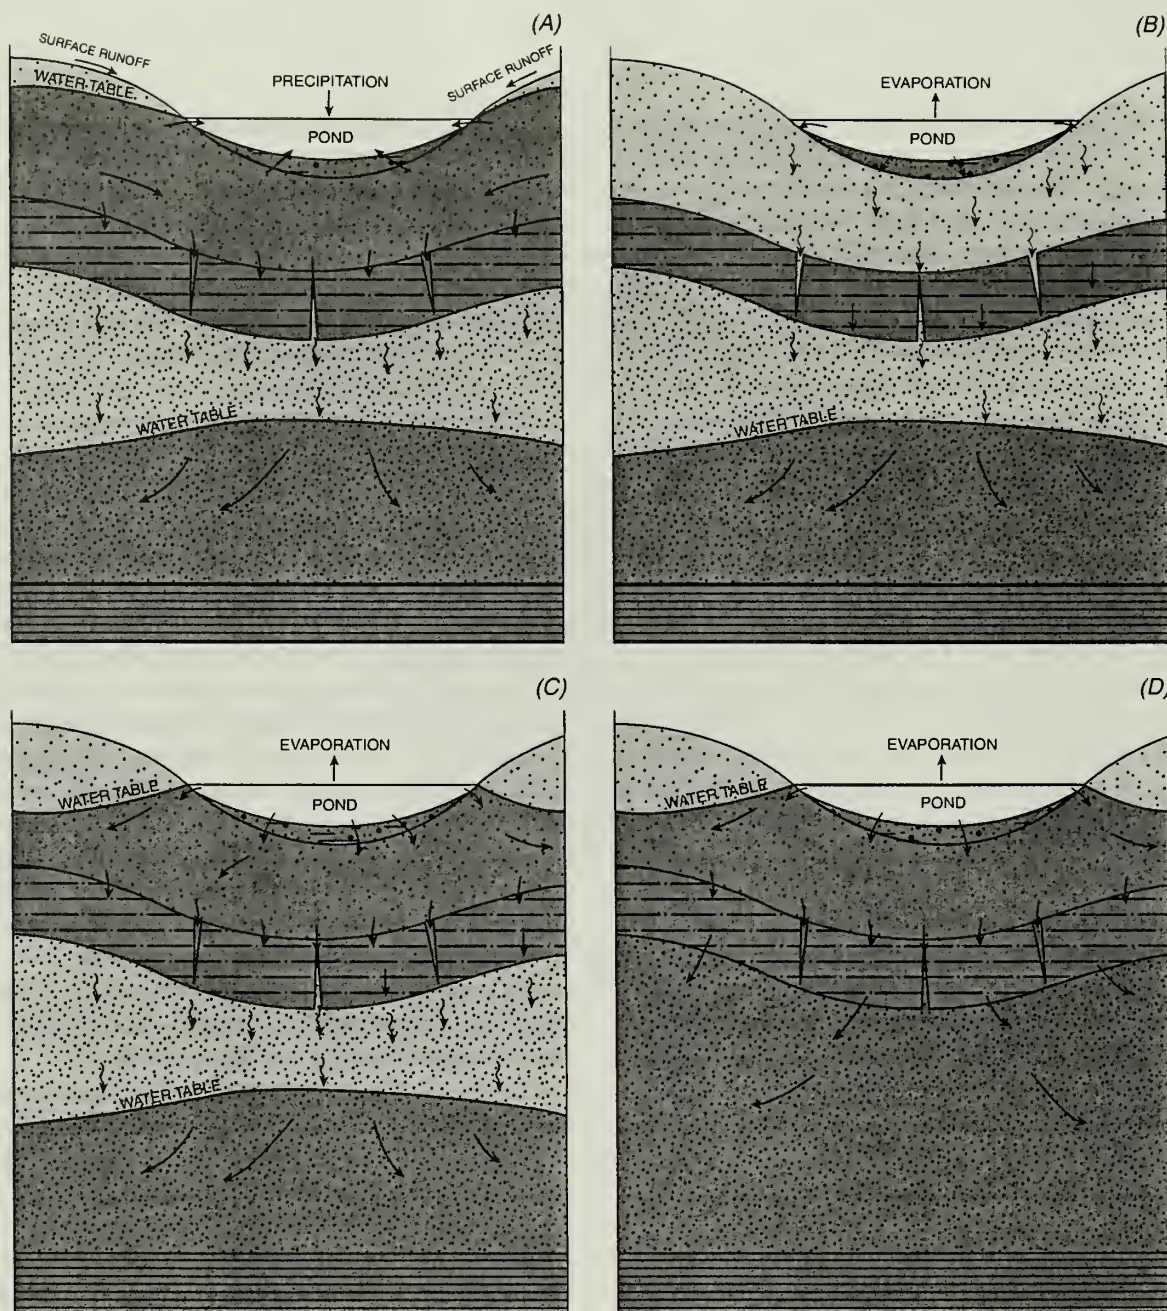 (A)
SURFACE RUNOFF
WATER TABLE
PRECIPITATION
SURFACE RUNOFF
POND
WATER TABLE
(B)
EVAPORATION
POND
WATER TABLE
(C)
EVAPORATION
WATER TABLE
POND
WATER TABLE
(D)
EVAPORATION
WATER TABLE
POND